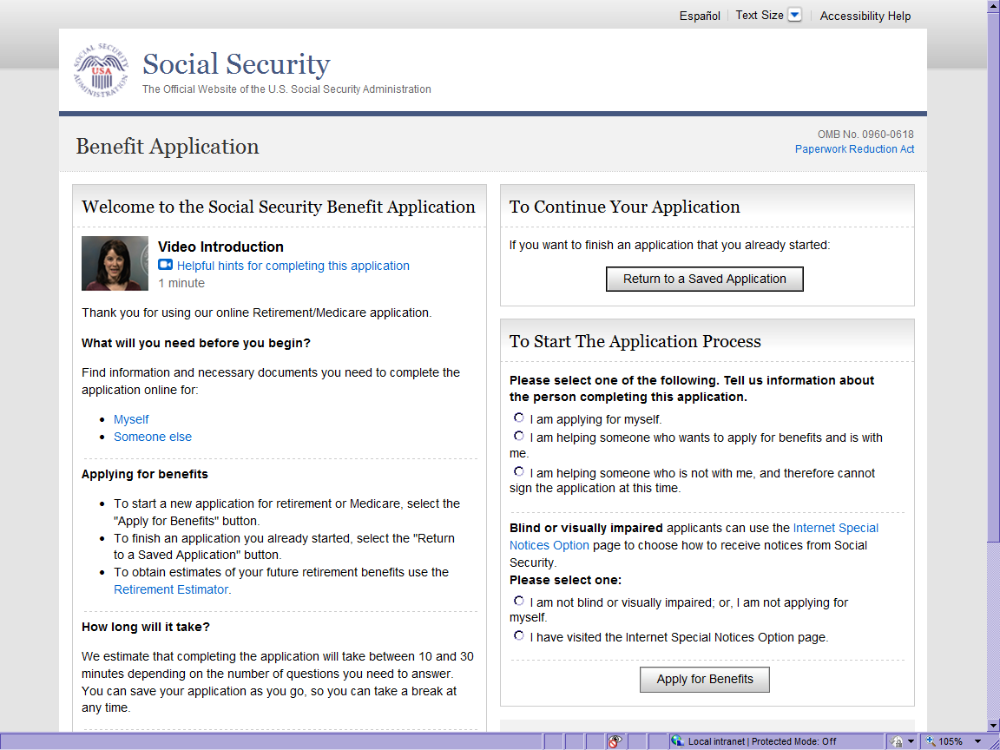 Español
Text Size
Accessibility Help
SOCIAL SECURITY ADMINISTRATION
USA
Social Security
The Official Website of the U.S. Social Security Administration
Benefit Application
OMB No. 0960-0618
Paperwork Reduction Act
Welcome to the Social Security Benefit Application
Video Introduction
Helpful hints for completing this application
1 minute
Thank you for using our online Retirement/Medicare application.
What will you need before you begin?
Find information and necessary documents you need to complete the
application online for:
Myself
Someone else
Applying for benefits
To start a new application for retirement or Medicare, select the
"Apply for Benefits" button.
To finish an application you already started, select the "Return
to a Saved Application" button.
To obtain estimates of your future retirement benefits use the
Retirement Estimator.
How long will it take?
We estimate that completing the application will take between 10 and 30
minutes depending on the number of questions you need to answer.
You can save your application as you go, so you can take a break at
any time.
To Continue Your Application
If you want to finish an application that you already started:
Return to a Saved Application
To Start The Application Process
Please select one of the following. Tell us information about
the person completing this application.
I am applying for myself.
I am helping someone who wants to apply for benefits and is with
me.
I am helping someone who is not with me, and therefore cannot
sign the application at this time.
Blind or visually impaired applicants can use the Internet Special
Notices Option page to choose how to receive notices from Social
Security.
Please select one:
I am not blind or visually impaired; or, I am not applying for
myself.
I have visited the Internet Special Notices Option page.
Apply for Benefits
Local intranet | Protected Mode: Off
105%